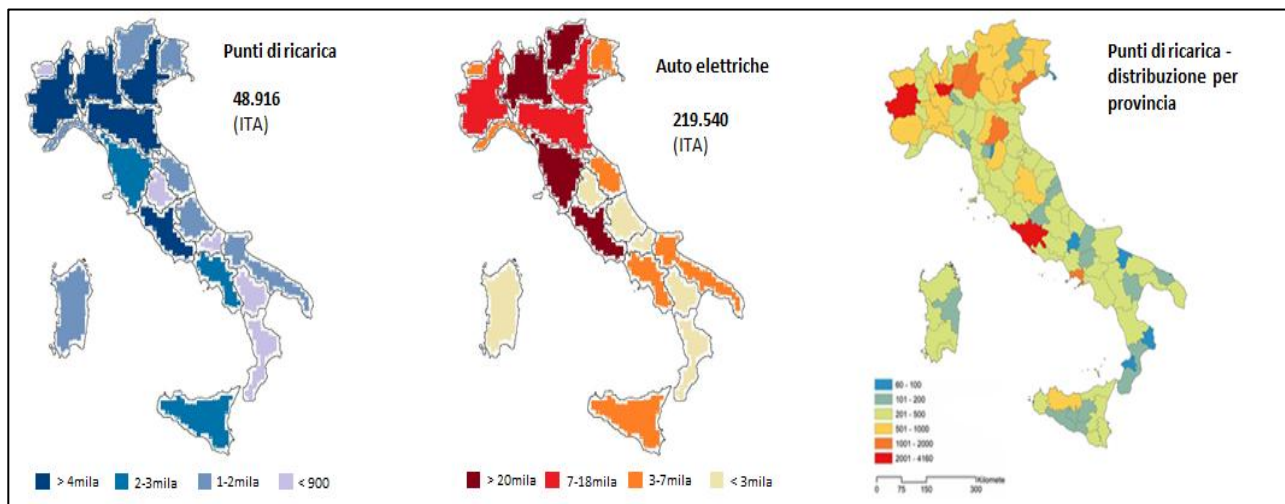 Punti di ricarica
48.916
(ITA)
> 4mila
2-3mila
1-2mila
< 900
Auto elettriche
219.540
(ITA)
> 20mila
7-18mila
3-7mila
< 3mila
Punti di ricarica -
distribuzione per
provincia
60 - 100
101 - 200
201 - 500
501 - 1000
1001 - 2000
2001 - 4160
0 75 150 300